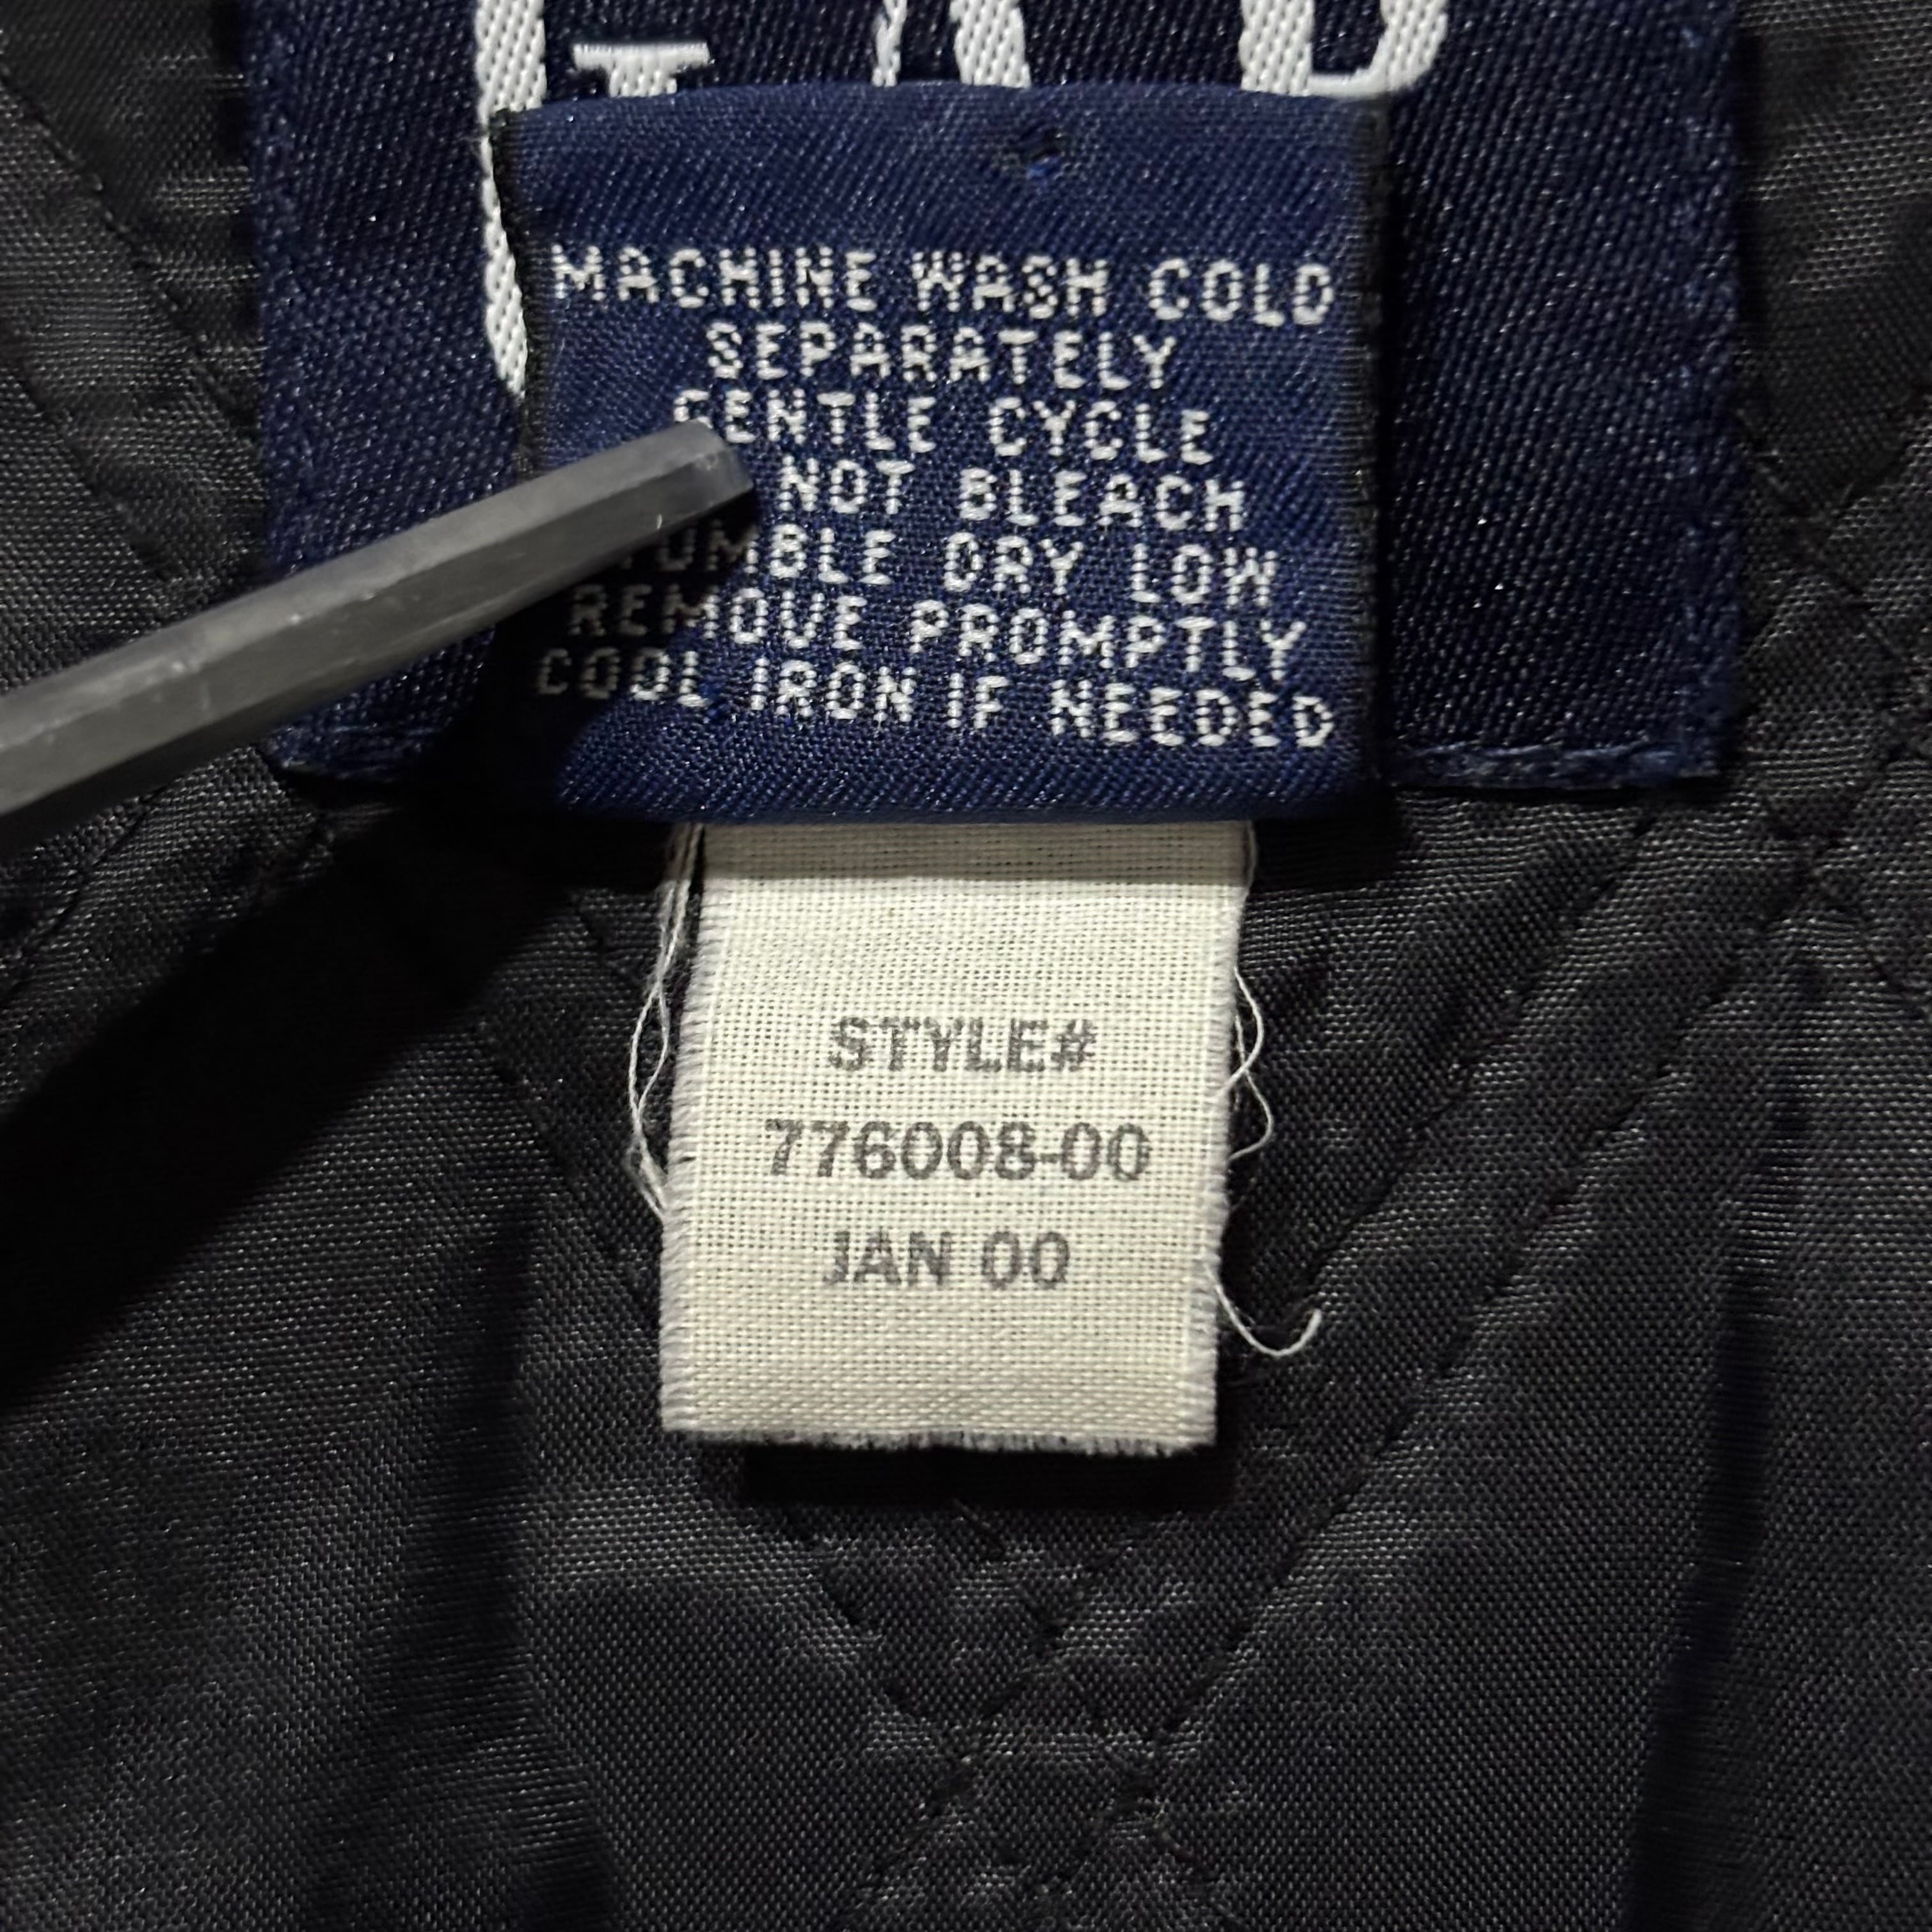 GAP
MACHINE WASH COLD
SEPARATELY
GENTLE CYCLE
NOT BLEACH
TUMBLE DRY LOW
REMOVE PROMPTLY
COOL IRON IF NEEDED
STYLE#
776008-00
JAN 00